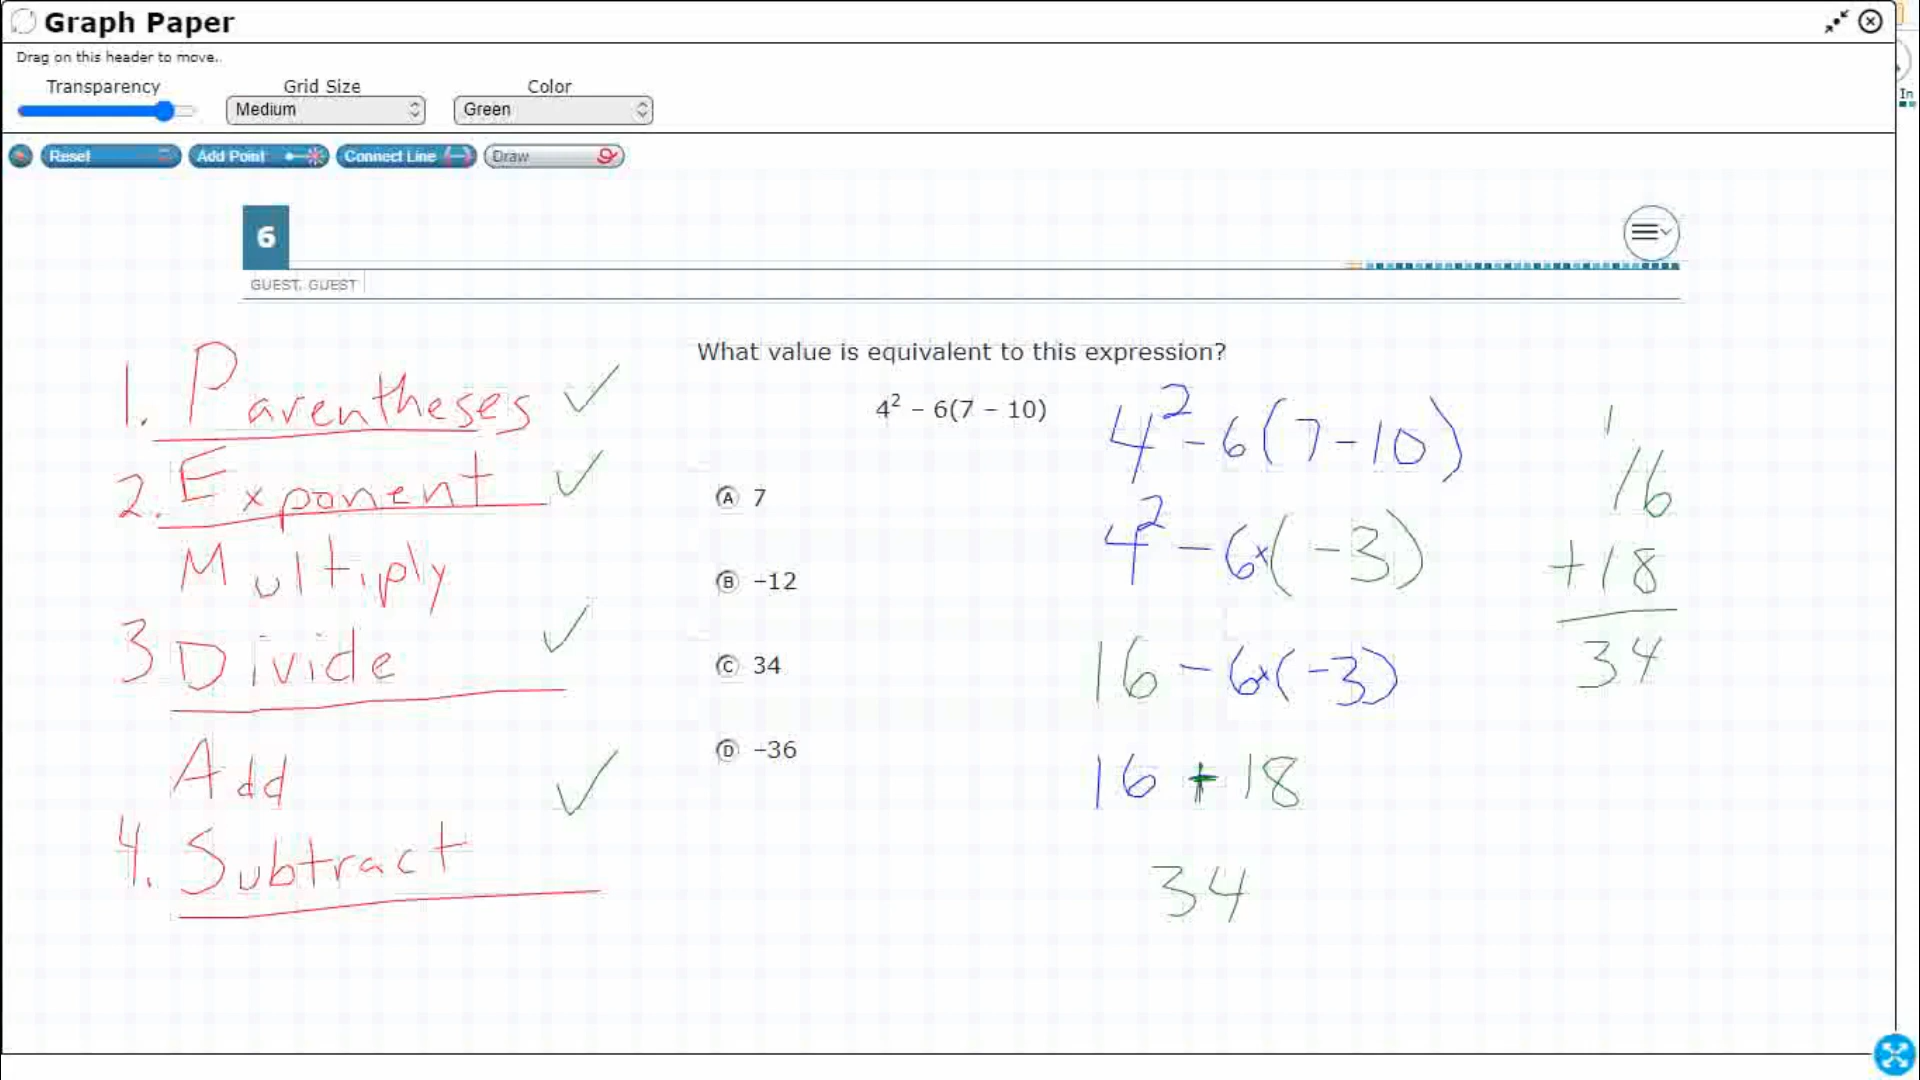 Graph Paper
Drag on this header to move..
Transparency
Grid Size
Color
Medium
Green
Reset
Add Point
Connect Line
Draw
In
6
GUEST, GUEST
1. Parentheses ✓
2. Exponent ✓
Multiply
3 Divide ✓
Add ✓
4. Subtract
What value is equivalent to this expression?
4² – 6(7 – 10)
A 7
B –12
C 34
D –36
4² - 6(7-10)
4² - 6×(-3)
16 - 6×(-3)
16 + 18
34
1
16
+18
34